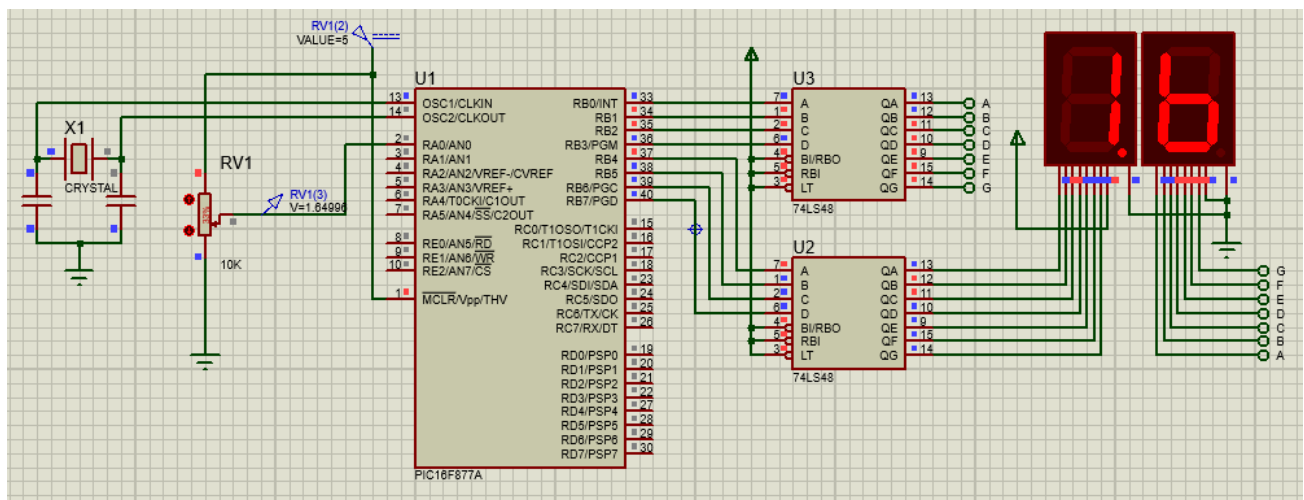 RV1(2)
VALUE=5
X1
CRYSTAL
RV1
33%
10K
RV1(3)
V=1.64996
U1
13 OSC1/CLKIN
14 OSC2/CLKOUT
2 RA0/AN0
3 RA1/AN1
4 RA2/AN2/VREF-/CVREF
5 RA3/AN3/VREF+
6 RA4/T0CKI/C1OUT
7 RA5/AN4/SS/C2OUT
8 RE0/AN5/RD
9 RE1/AN6/WR
10 RE2/AN7/CS
1 MCLR/Vpp/THV
RB0/INT 33
RB1 34
RB2 35
RB3/PGM 36
RB4 37
RB5 38
RB6/PGC 39
RB7/PGD 40
RC0/T1OSO/T1CKI 15
RC1/T1OSI/CCP2 16
RC2/CCP1 17
RC3/SCK/SCL 18
RC4/SDI/SDA 23
RC5/SDO 24
RC6/TX/CK 25
RC7/RX/DT 26
RD0/PSP0 19
RD1/PSP1 20
RD2/PSP2 21
RD3/PSP3 22
RD4/PSP4 27
RD5/PSP5 28
RD6/PSP6 29
RD7/PSP7 30
PIC16F877A
U3
7 A QA 13 A
1 B QB 12 B
2 C QC 11 C
6 D QD 10 D
4 BI/RBO QE 9 E
5 RBI QF 15 F
3 LT QG 14 G
74LS48
U2
7 A QA 13
1 B QB 12
2 C QC 11
6 D QD 10
4 BI/RBO QE 9
5 RBI QF 15
3 LT QG 14
74LS48
1.6
G
F
E
D
C
B
A